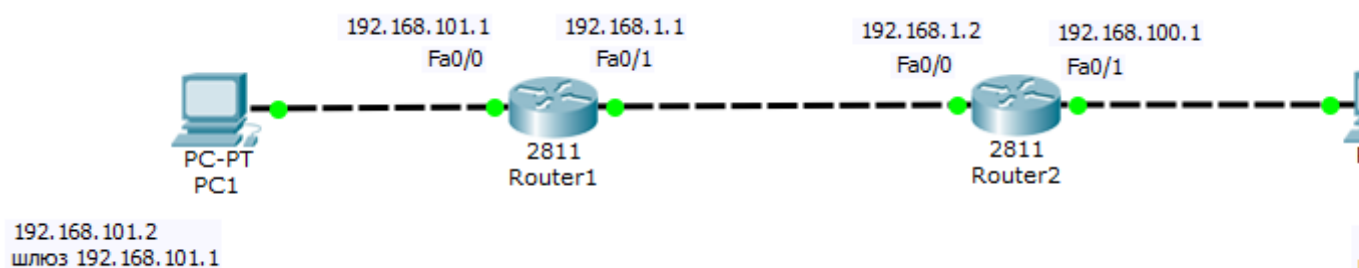 192.168.101.1
192.168.1.1
192.168.1.2
192.168.100.1
Fa0/0
Fa0/1
Fa0/0
Fa0/1
PC-PT
PC1
2811
Router1
2811
Router2
192.168.101.2
шлюз 192.168.101.1